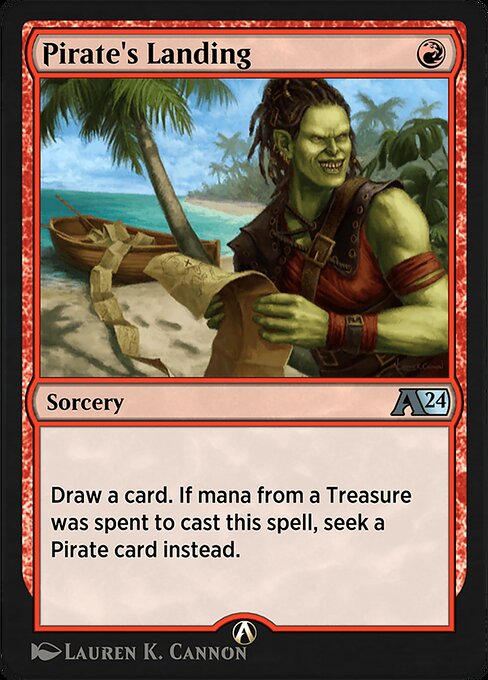 Pirate's Landing
Sorcery
A24
Draw a card. If mana from a Treasure
was spent to cast this spell, seek a
Pirate card instead.
Lauren K. Cannon